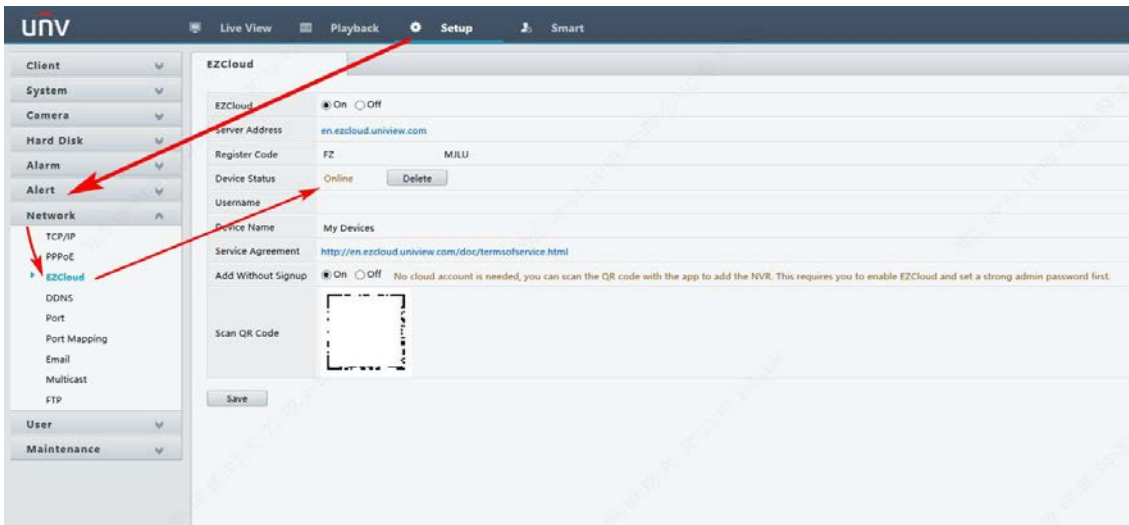 unv
Live View Playback Setup Smart
Client
System
Camera
Hard Disk
Alarm
Alert
Network
TCP/IP
PPPoE
EZCloud
DDNS
Port
Port Mapping
Email
Multicast
FTP
User
Maintenance
EZCloud
EZCloud On Off
Server Address en.ezcloud.uniview.com
Register Code FZ MJLU
Device Status Online Delete
Username
Device Name My Devices
Service Agreement http://en.ezcloud.uniview.com/doc/termsofservice.html
Add Without Signup On Off No cloud account is needed, you can scan the QR code with the app to add the NVR. This requires you to enable EZCloud and set a strong admin password first.
Scan QR Code
Save